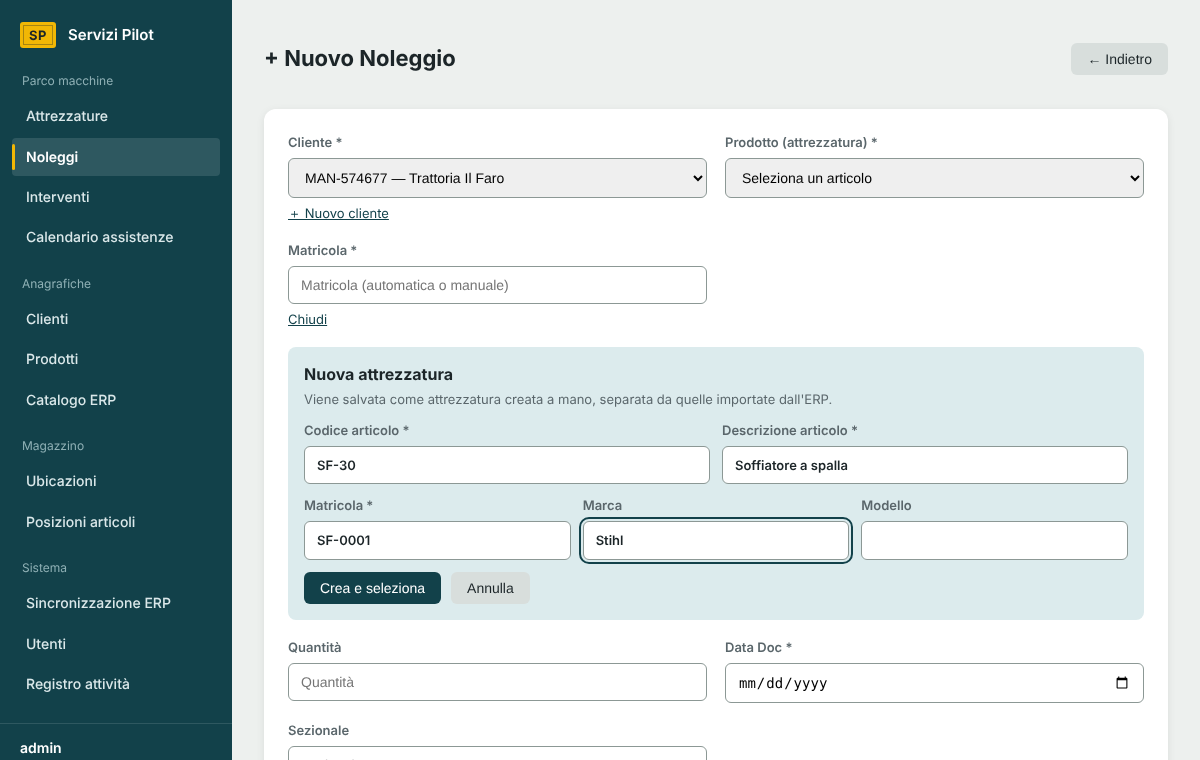 SP
Servizi Pilot
Parco macchine
Attrezzature
Noleggi
Interventi
Calendario assistenze
Anagrafiche
Clienti
Prodotti
Catalogo ERP
Magazzino
Ubicazioni
Posizioni articoli
Sistema
Sincronizzazione ERP
Utenti
Registro attività
admin
+ Nuovo Noleggio
← Indietro
Cliente *
Prodotto (attrezzatura) *
MAN-574677 — Trattoria Il Faro
Seleziona un articolo
+ Nuovo cliente
Matricola *
Matricola (automatica o manuale)
Chiudi
Nuova attrezzatura
Viene salvata come attrezzatura creata a mano, separata da quelle importate dall'ERP.
Codice articolo *
Descrizione articolo *
SF-30
Soffiatore a spalla
Matricola *
Marca
Modello
SF-0001
Stihl
Crea e seleziona
Annulla
Quantità
Data Doc *
Quantità
mm/dd/yyyy
Sezionale